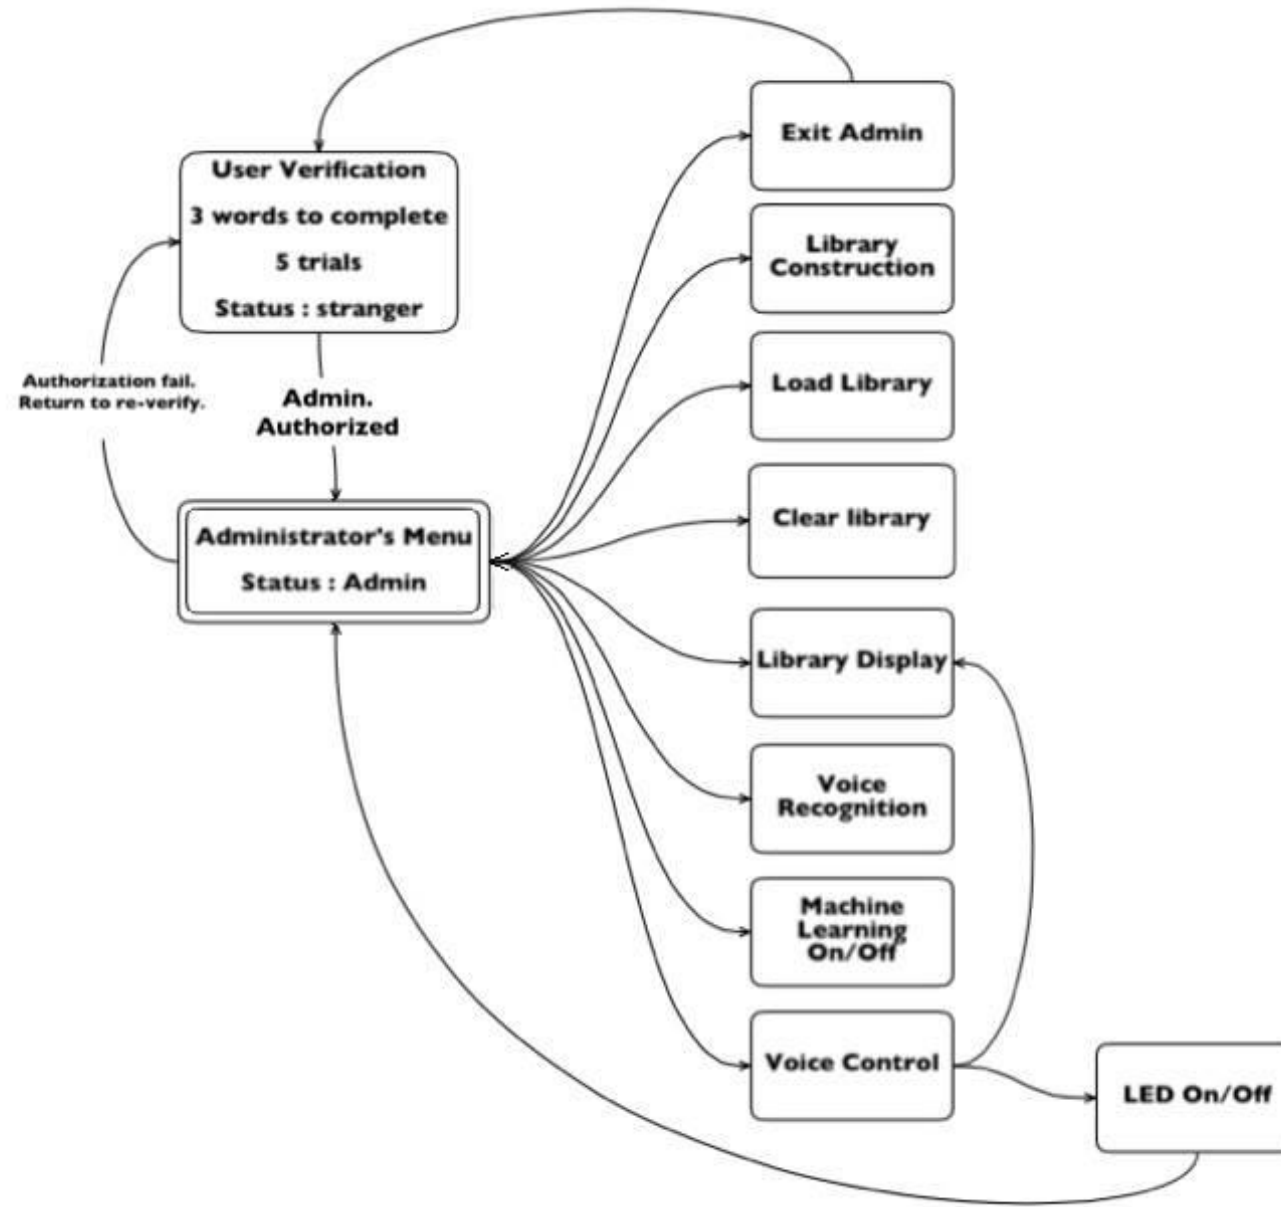 User Verification
3 words to complete
5 trials
Status : stranger
Authorization fail.
Return to re-verify.
Admin.
Authorized
Administrator's Menu
Status : Admin
Exit Admin
Library
Construction
Load Library
Clear library
Library Display
Voice
Recognition
Machine
Learning
On/Off
Voice Control
LED On/Off